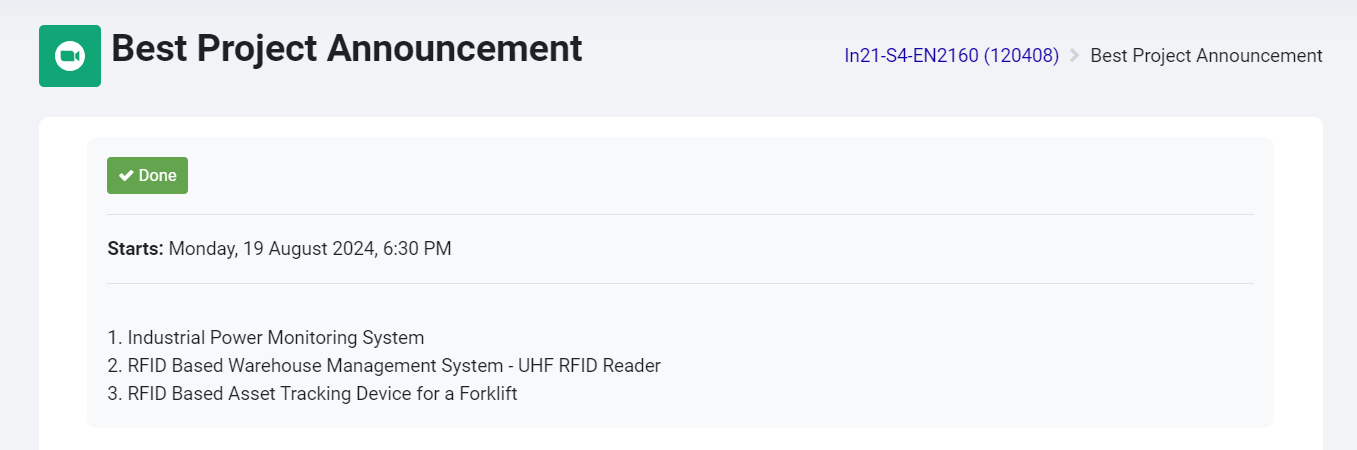 Best Project Announcement
In21-S4-EN2160 (120408) > Best Project Announcement
Done
Starts: Monday, 19 August 2024, 6:30 PM
1. Industrial Power Monitoring System
2. RFID Based Warehouse Management System - UHF RFID Reader
3. RFID Based Asset Tracking Device for a Forklift